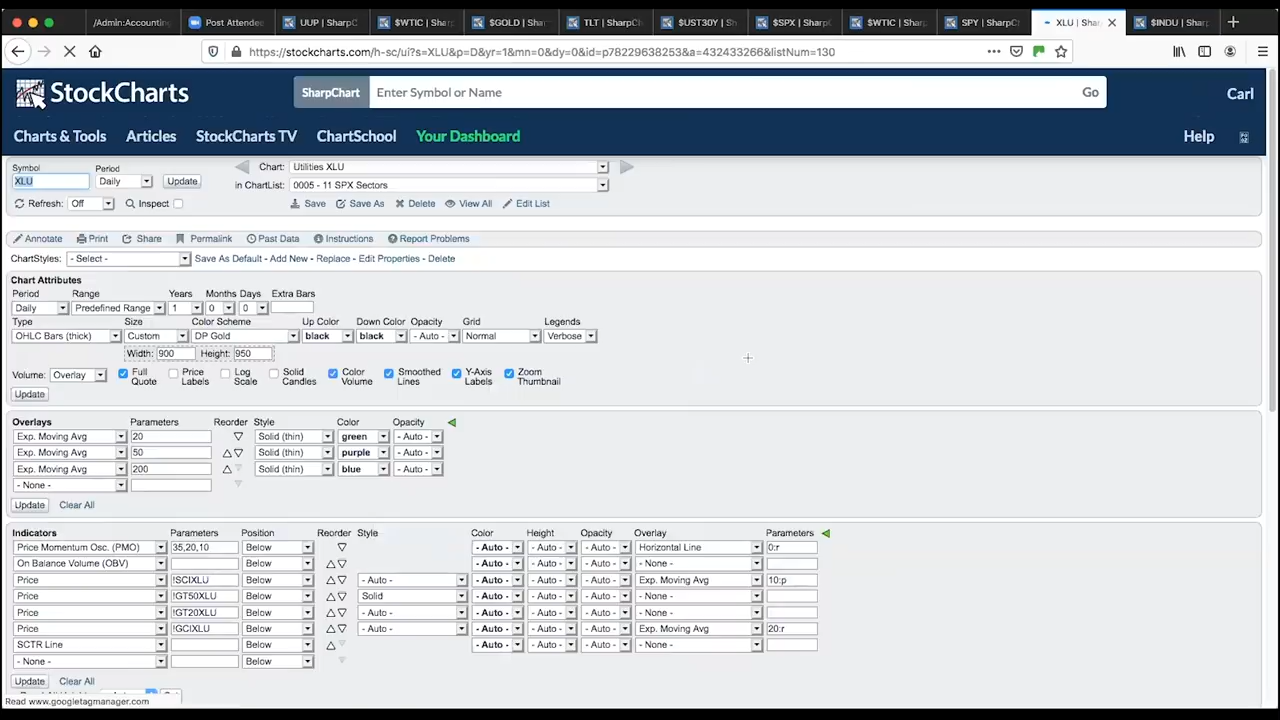 /Admin:Accounting
Post Attende
UUP | SharpC
$WTIC | Sharp
$GOLD | Shar
TLT | SharpCh
$UST30Y | Sh
$SPX | SharpC
$WTIC | Sharp
SPY | SharpCh
XLU | Sharp
$INDU | Sharp
https://stockcharts.com/h-sc/ui?s=XLU&p=D&yr=1&mn=0&dy=0&id=p78229638253&a=432433266&listNum=130
StockCharts
SharpChart Enter Symbol or Name Go
Carl
Charts & Tools Articles StockCharts TV ChartSchool Your Dashboard Help
Symbol Period
XLU Daily Update
Chart: Utilities XLU
in ChartList: 0005 - 11 SPX Sectors
Refresh: Off Inspect
Save Save As Delete View All Edit List
Annotate Print Share Permalink Past Data Instructions Report Problems
ChartStyles: - Select - Save As Default - Add New - Replace - Edit Properties - Delete
Chart Attributes
Period Range Years Months Days Extra Bars
Daily Predefined Range 1 0 0
Type Size Color Scheme Up Color Down Color Opacity Grid Legends
OHLC Bars (thick) Custom DP Gold black black - Auto - Normal Verbose
Width: 900 Height: 950
Volume: Overlay Full Quote Price Labels Log Scale Solid Candles Color Volume Smoothed Lines Y-Axis Labels Zoom Thumbnail
Update
Overlays Parameters Reorder Style Color Opacity
Exp. Moving Avg 20 Solid (thin) green - Auto -
Exp. Moving Avg 50 Solid (thin) purple - Auto -
Exp. Moving Avg 200 Solid (thin) blue - Auto -
- None -
Update Clear All
Indicators Parameters Position Reorder Style Color Height Opacity Overlay Parameters
Price Momentum Osc. (PMO) 35,20,10 Below - Auto - - Auto - - Auto - Horizontal Line 0:r
On Balance Volume (OBV) Below - Auto - - Auto - - Auto - - None -
Price !SCIXLU Below - Auto - - Auto - - Auto - - Auto - Exp. Moving Avg 10:p
Price !GT50XLU Below Solid - Auto - - Auto - - Auto - - None -
Price !GT20XLU Below - Auto - - Auto - - Auto - - Auto - - None -
Price !GCIXLU Below - Auto - - Auto - - Auto - - Auto - Exp. Moving Avg 20:r
SCTR Line Below - Auto - - Auto - - Auto - - None -
- None - Below
Update Clear All
Read www.googletagmanager.com